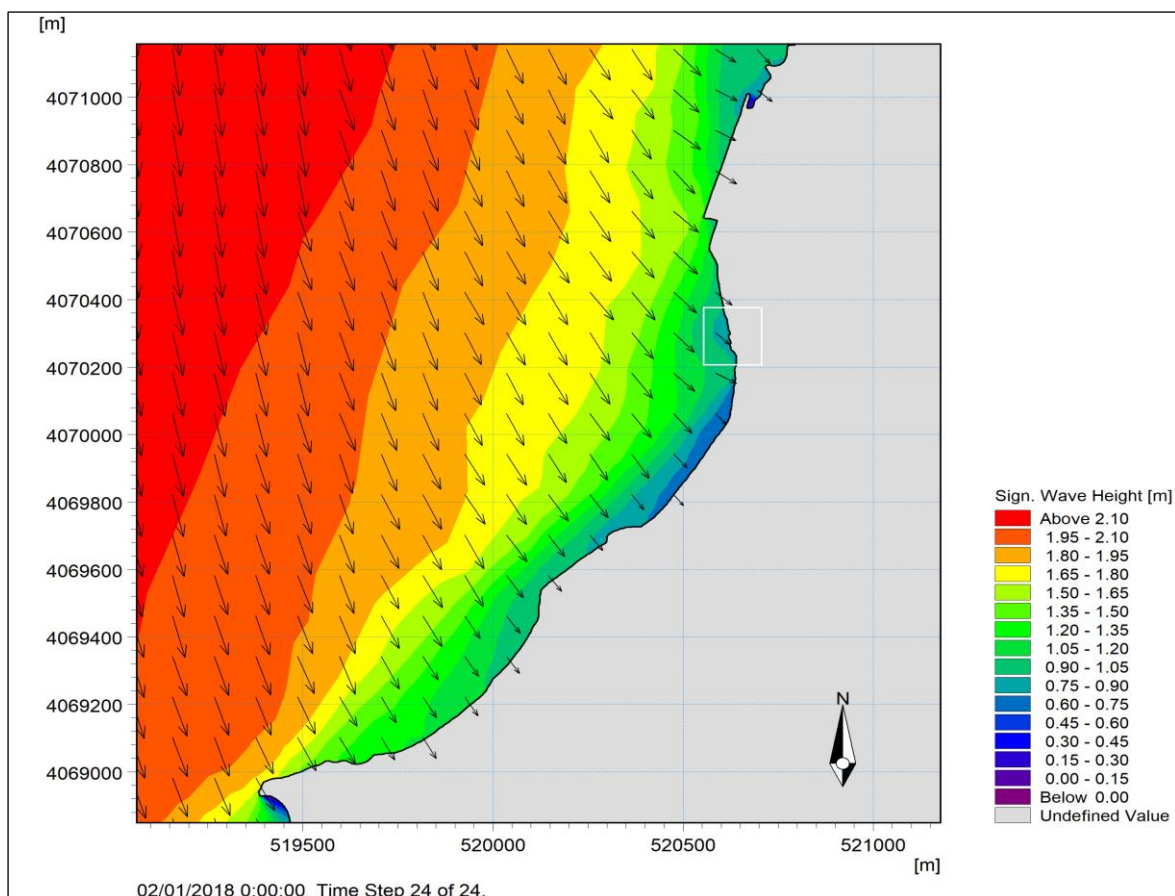 [m]
4071000
4070800
4070600
4070400
4070200
4070000
4069800
4069600
4069400
4069200
4069000
519500 520000 520500 521000
[m]
N
Sign. Wave Height [m]
Above 2.10
1.95 - 2.10
1.80 - 1.95
1.65 - 1.80
1.50 - 1.65
1.35 - 1.50
1.20 - 1.35
1.05 - 1.20
0.90 - 1.05
0.75 - 0.90
0.60 - 0.75
0.45 - 0.60
0.30 - 0.45
0.15 - 0.30
0.00 - 0.15
Below 0.00
Undefined Value
02/01/2018 0:00:00 Time Step 24 of 24.